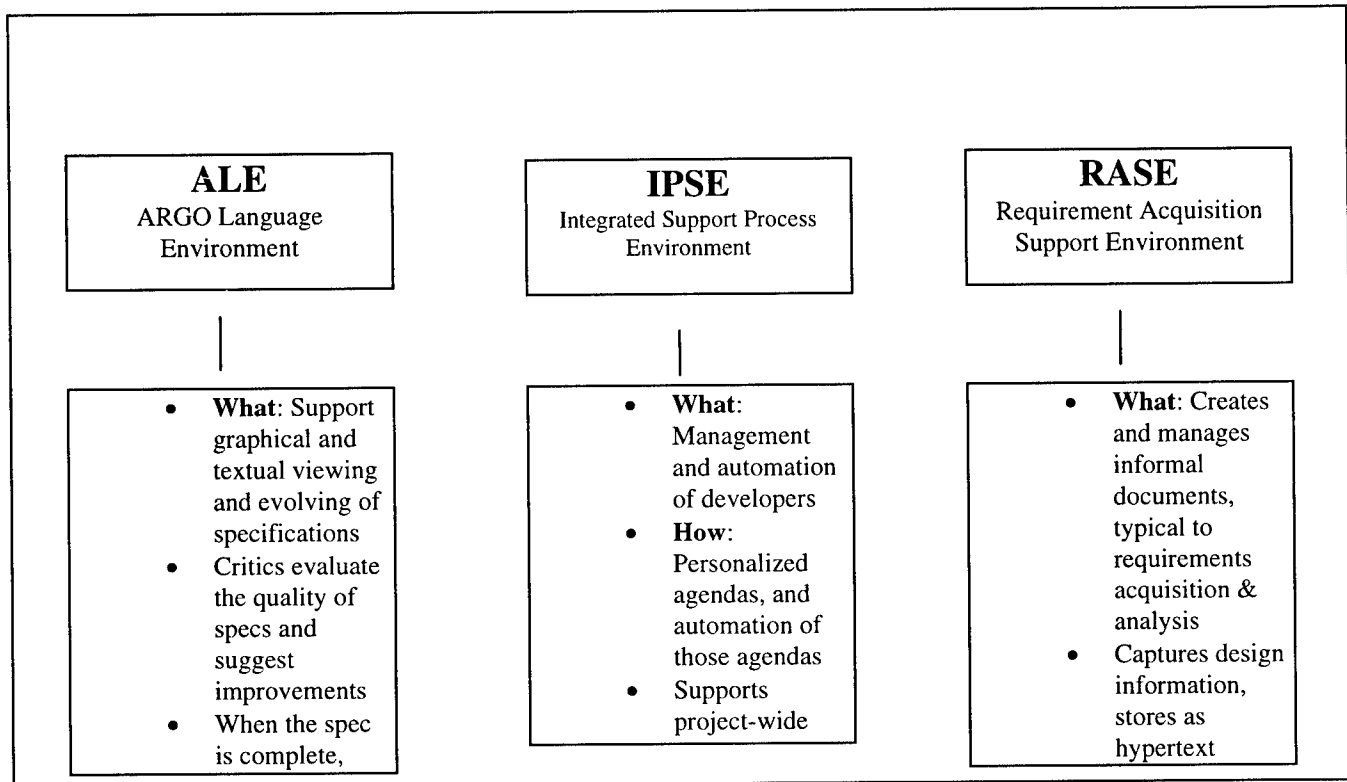 ALE
ARGO Language
Environment
IPSE
Integrated Support Process
Environment
RASE
Requirement Acquisition
Support Environment
• What: Support
graphical and
textual viewing
and evolving of
specifications
• Critics evaluate
the quality of
specs and
suggest
improvements
• When the spec
is complete,
• What:
Management
and automation
of developers
• How:
Personalized
agendas, and
automation of
those agendas
• Supports
project-wide
• What: Creates
and manages
informal
documents,
typical to
requirements
acquisition &
analysis
• Captures design
information,
stores as
hypertext